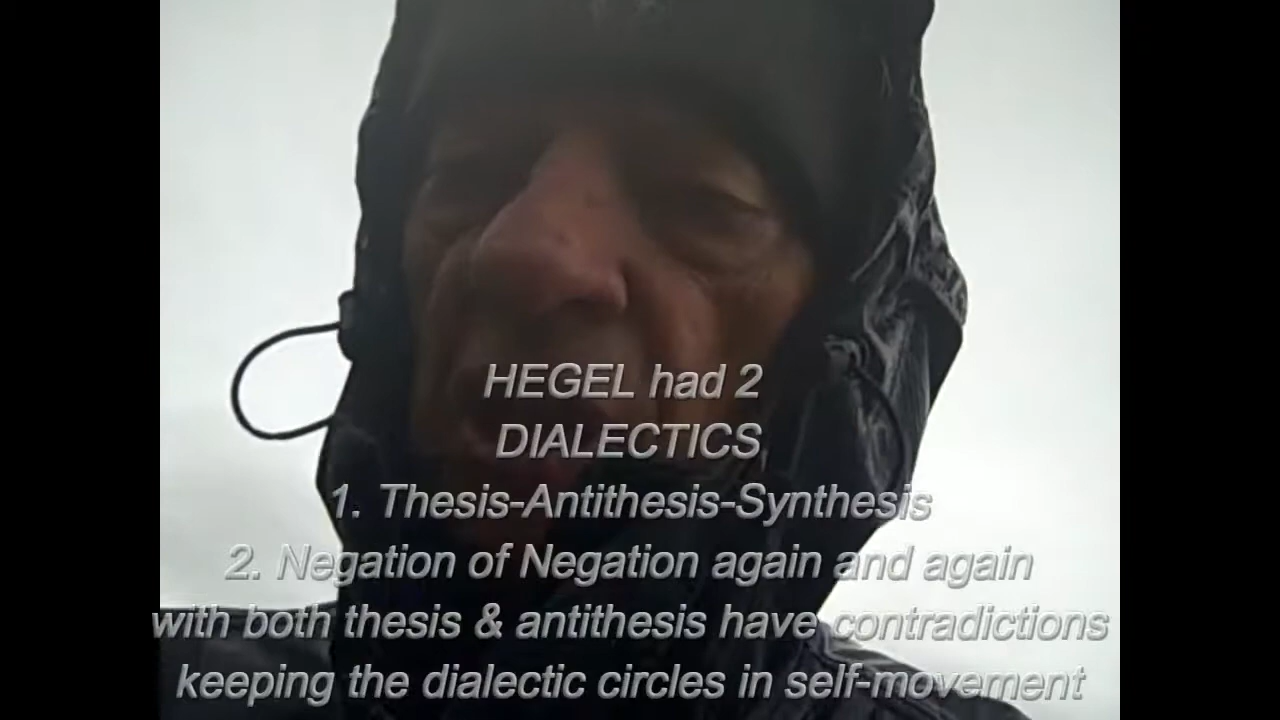 HEGEL had 2
DIALECTICS
1. Thesis-Antithesis-Synthesis
2. Negation of Negation again and again
with both thesis & antithesis have contradictions
keeping the dialectic circles in self-movement